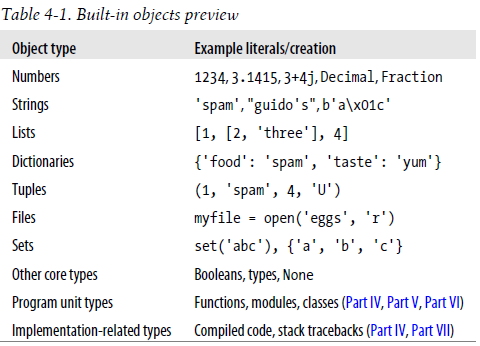 Table 4-1. Built-in objects preview
Object type Example literals/creation
Numbers 1234, 3.1415, 3+4j, Decimal, Fraction
Strings 'spam', "guido's", b'a\x01c'
Lists [1, [2, 'three'], 4]
Dictionaries {'food': 'spam', 'taste': 'yum'}
Tuples (1, 'spam', 4, 'U')
Files myfile = open('eggs', 'r')
Sets set('abc'), {'a', 'b', 'c'}
Other core types Booleans, types, None
Program unit types Functions, modules, classes (Part IV, Part V, Part VI)
Implementation-related types Compiled code, stack tracebacks (Part IV, Part VII)